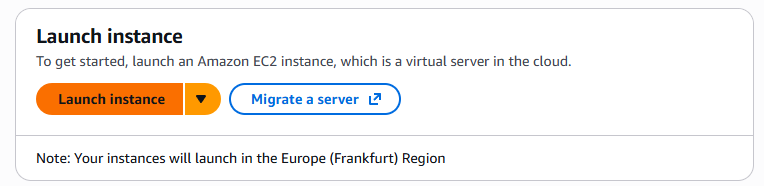 Launch instance
To get started, launch an Amazon EC2 instance, which is a virtual server in the cloud.
Launch instance Migrate a server
Note: Your instances will launch in the Europe (Frankfurt) Region